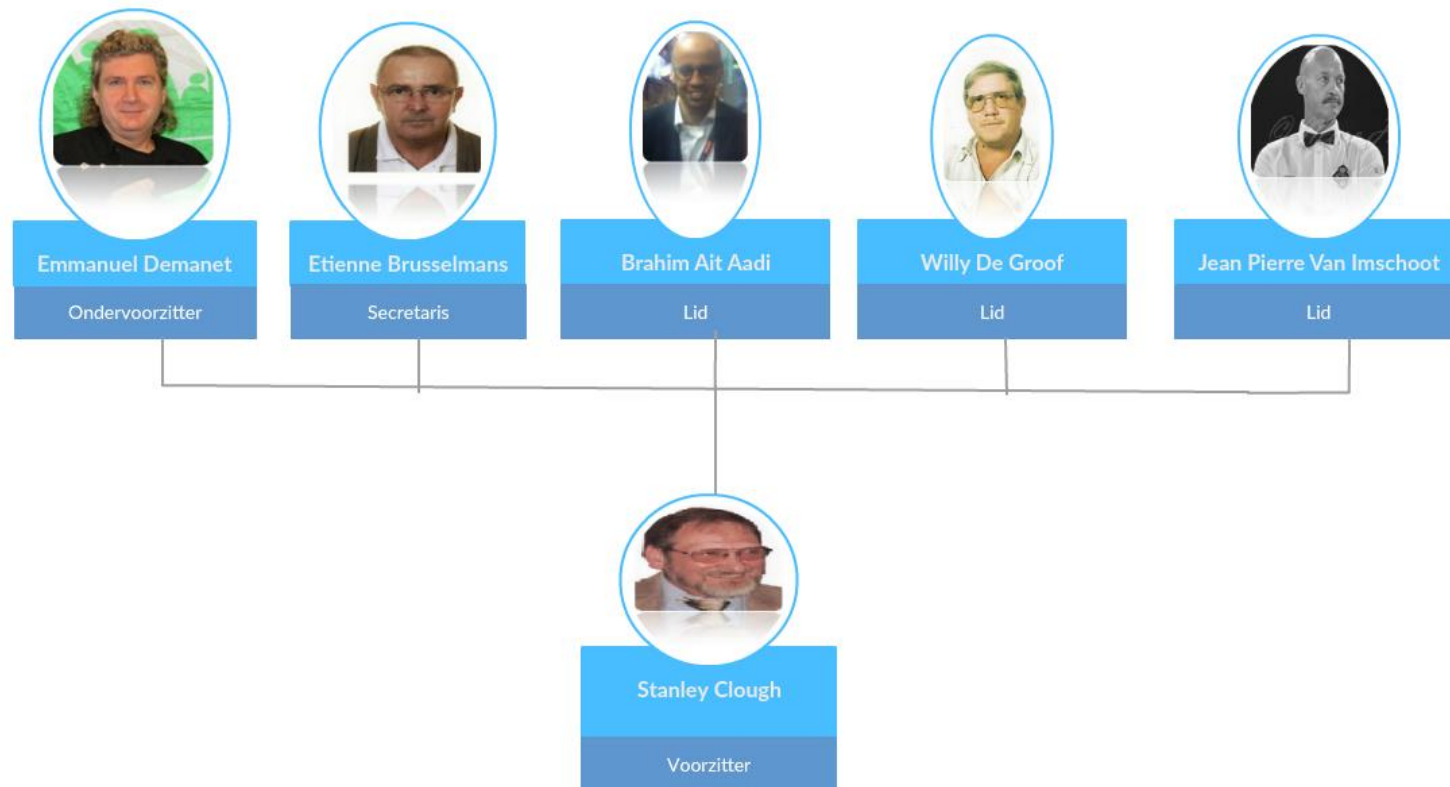 Emmanuel Demanet
Ondervoorzitter
Etienne Brusselmans
Secretaris
Brahim Ait Aadi
Lid
Willy De Groof
Lid
Jean Pierre Van Imschoot
Lid
Stanley Clough
Voorzitter